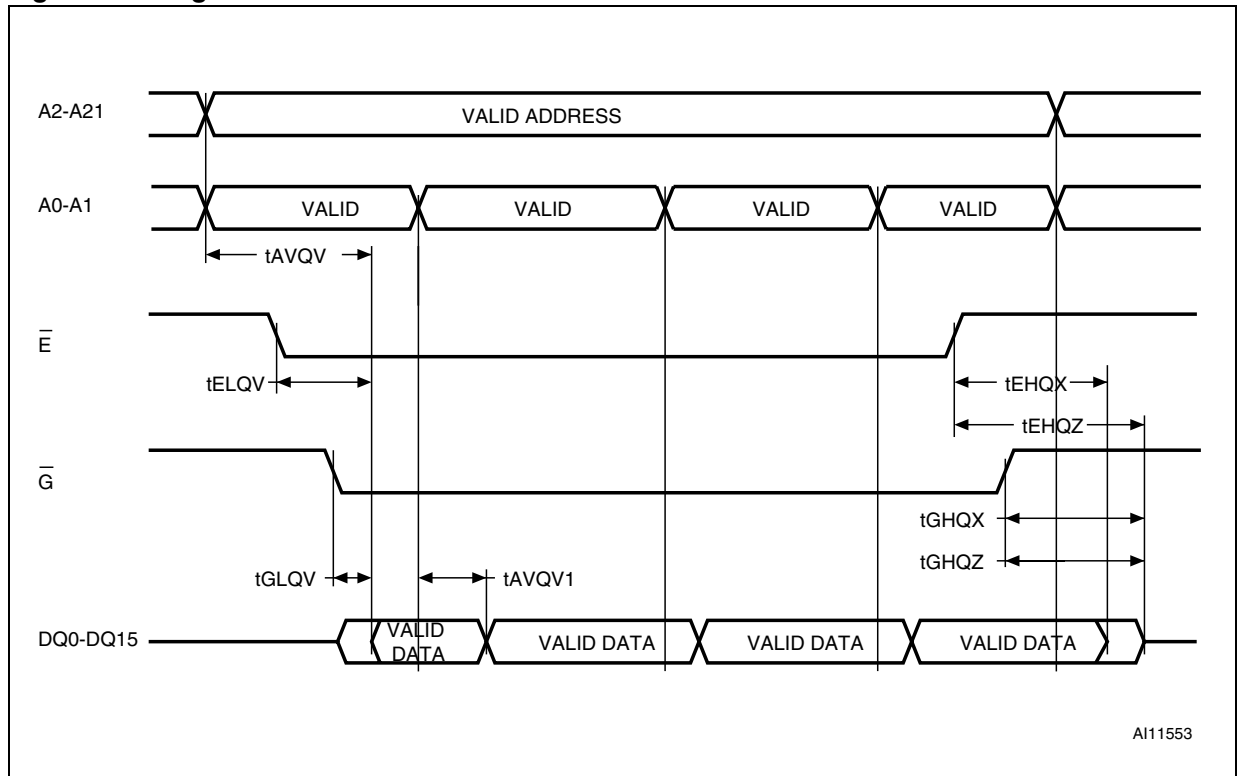 A2-A21
VALID ADDRESS
A0-A1
VALID
VALID
VALID
VALID
tAVQV
E̅
tELQV
tEHQX
tEHQZ
G̅
tGHQX
tGHQZ
tGLQV
tAVQV1
DQ0-DQ15
VALID
DATA
VALID DATA
VALID DATA
VALID DATA
AI11553